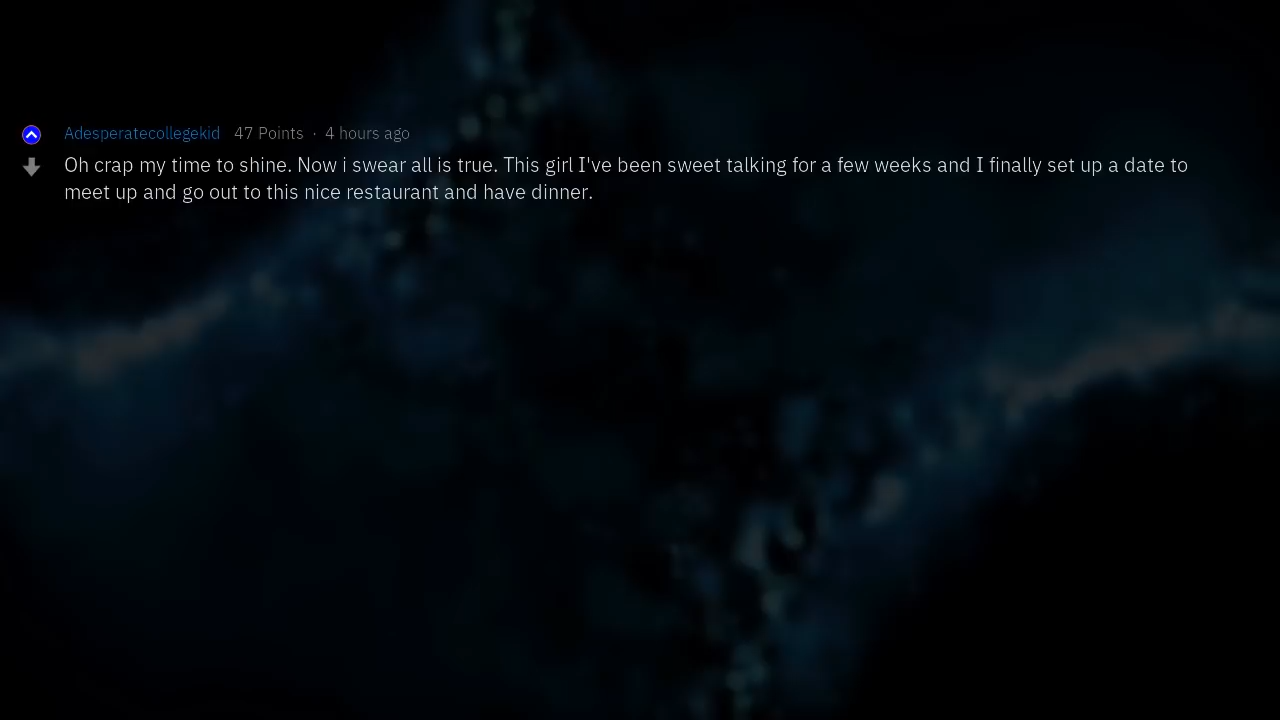 Adesperatecollegekid 47 Points · 4 hours ago
Oh crap my time to shine. Now i swear all is true. This girl I've been sweet talking for a few weeks and I finally set up a date to
meet up and go out to this nice restaurant and have dinner.